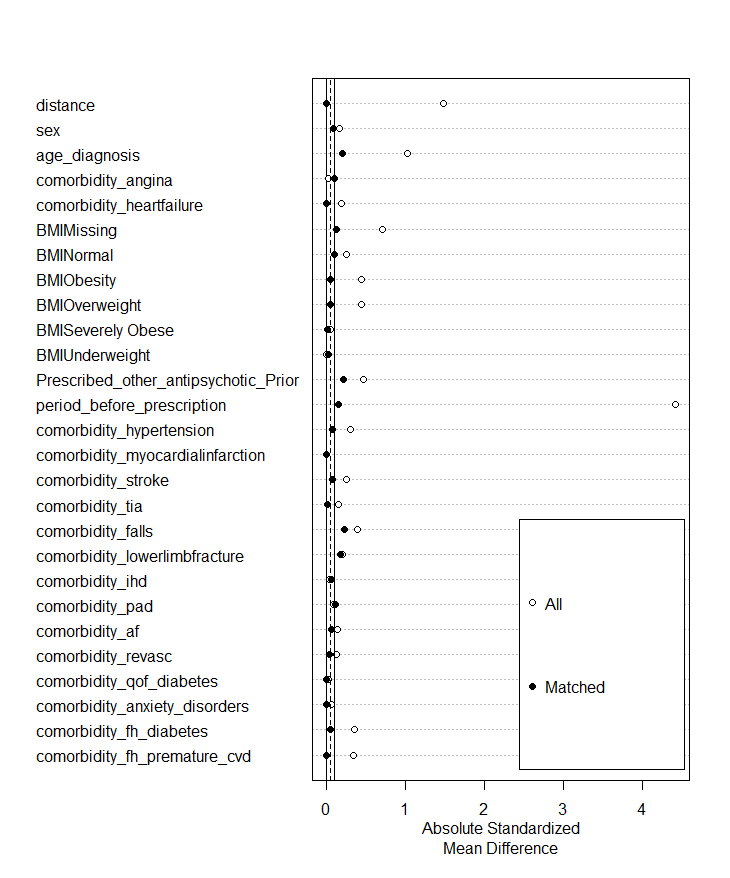 distance
sex
age_diagnosis
comorbidity_angina
comorbidity_heartfailure
BMIMissing
BMINormal
BMIObesity
BMIOverweight
BMISeverely Obese
BMIUnderweight
Prescribed_other_antipsychotic_Prior
period_before_prescription
comorbidity_hypertension
comorbidity_myocardialinfarction
comorbidity_stroke
comorbidity_tia
comorbidity_falls
comorbidity_lowerlimbfracture
comorbidity_ihd
comorbidity_pad
comorbidity_af
comorbidity_revasc
comorbidity_qof_diabetes
comorbidity_anxiety_disorders
comorbidity_fh_diabetes
comorbidity_fh_premature_cvd
All
Matched
0 1 2 3 4
Absolute Standardized
Mean Difference